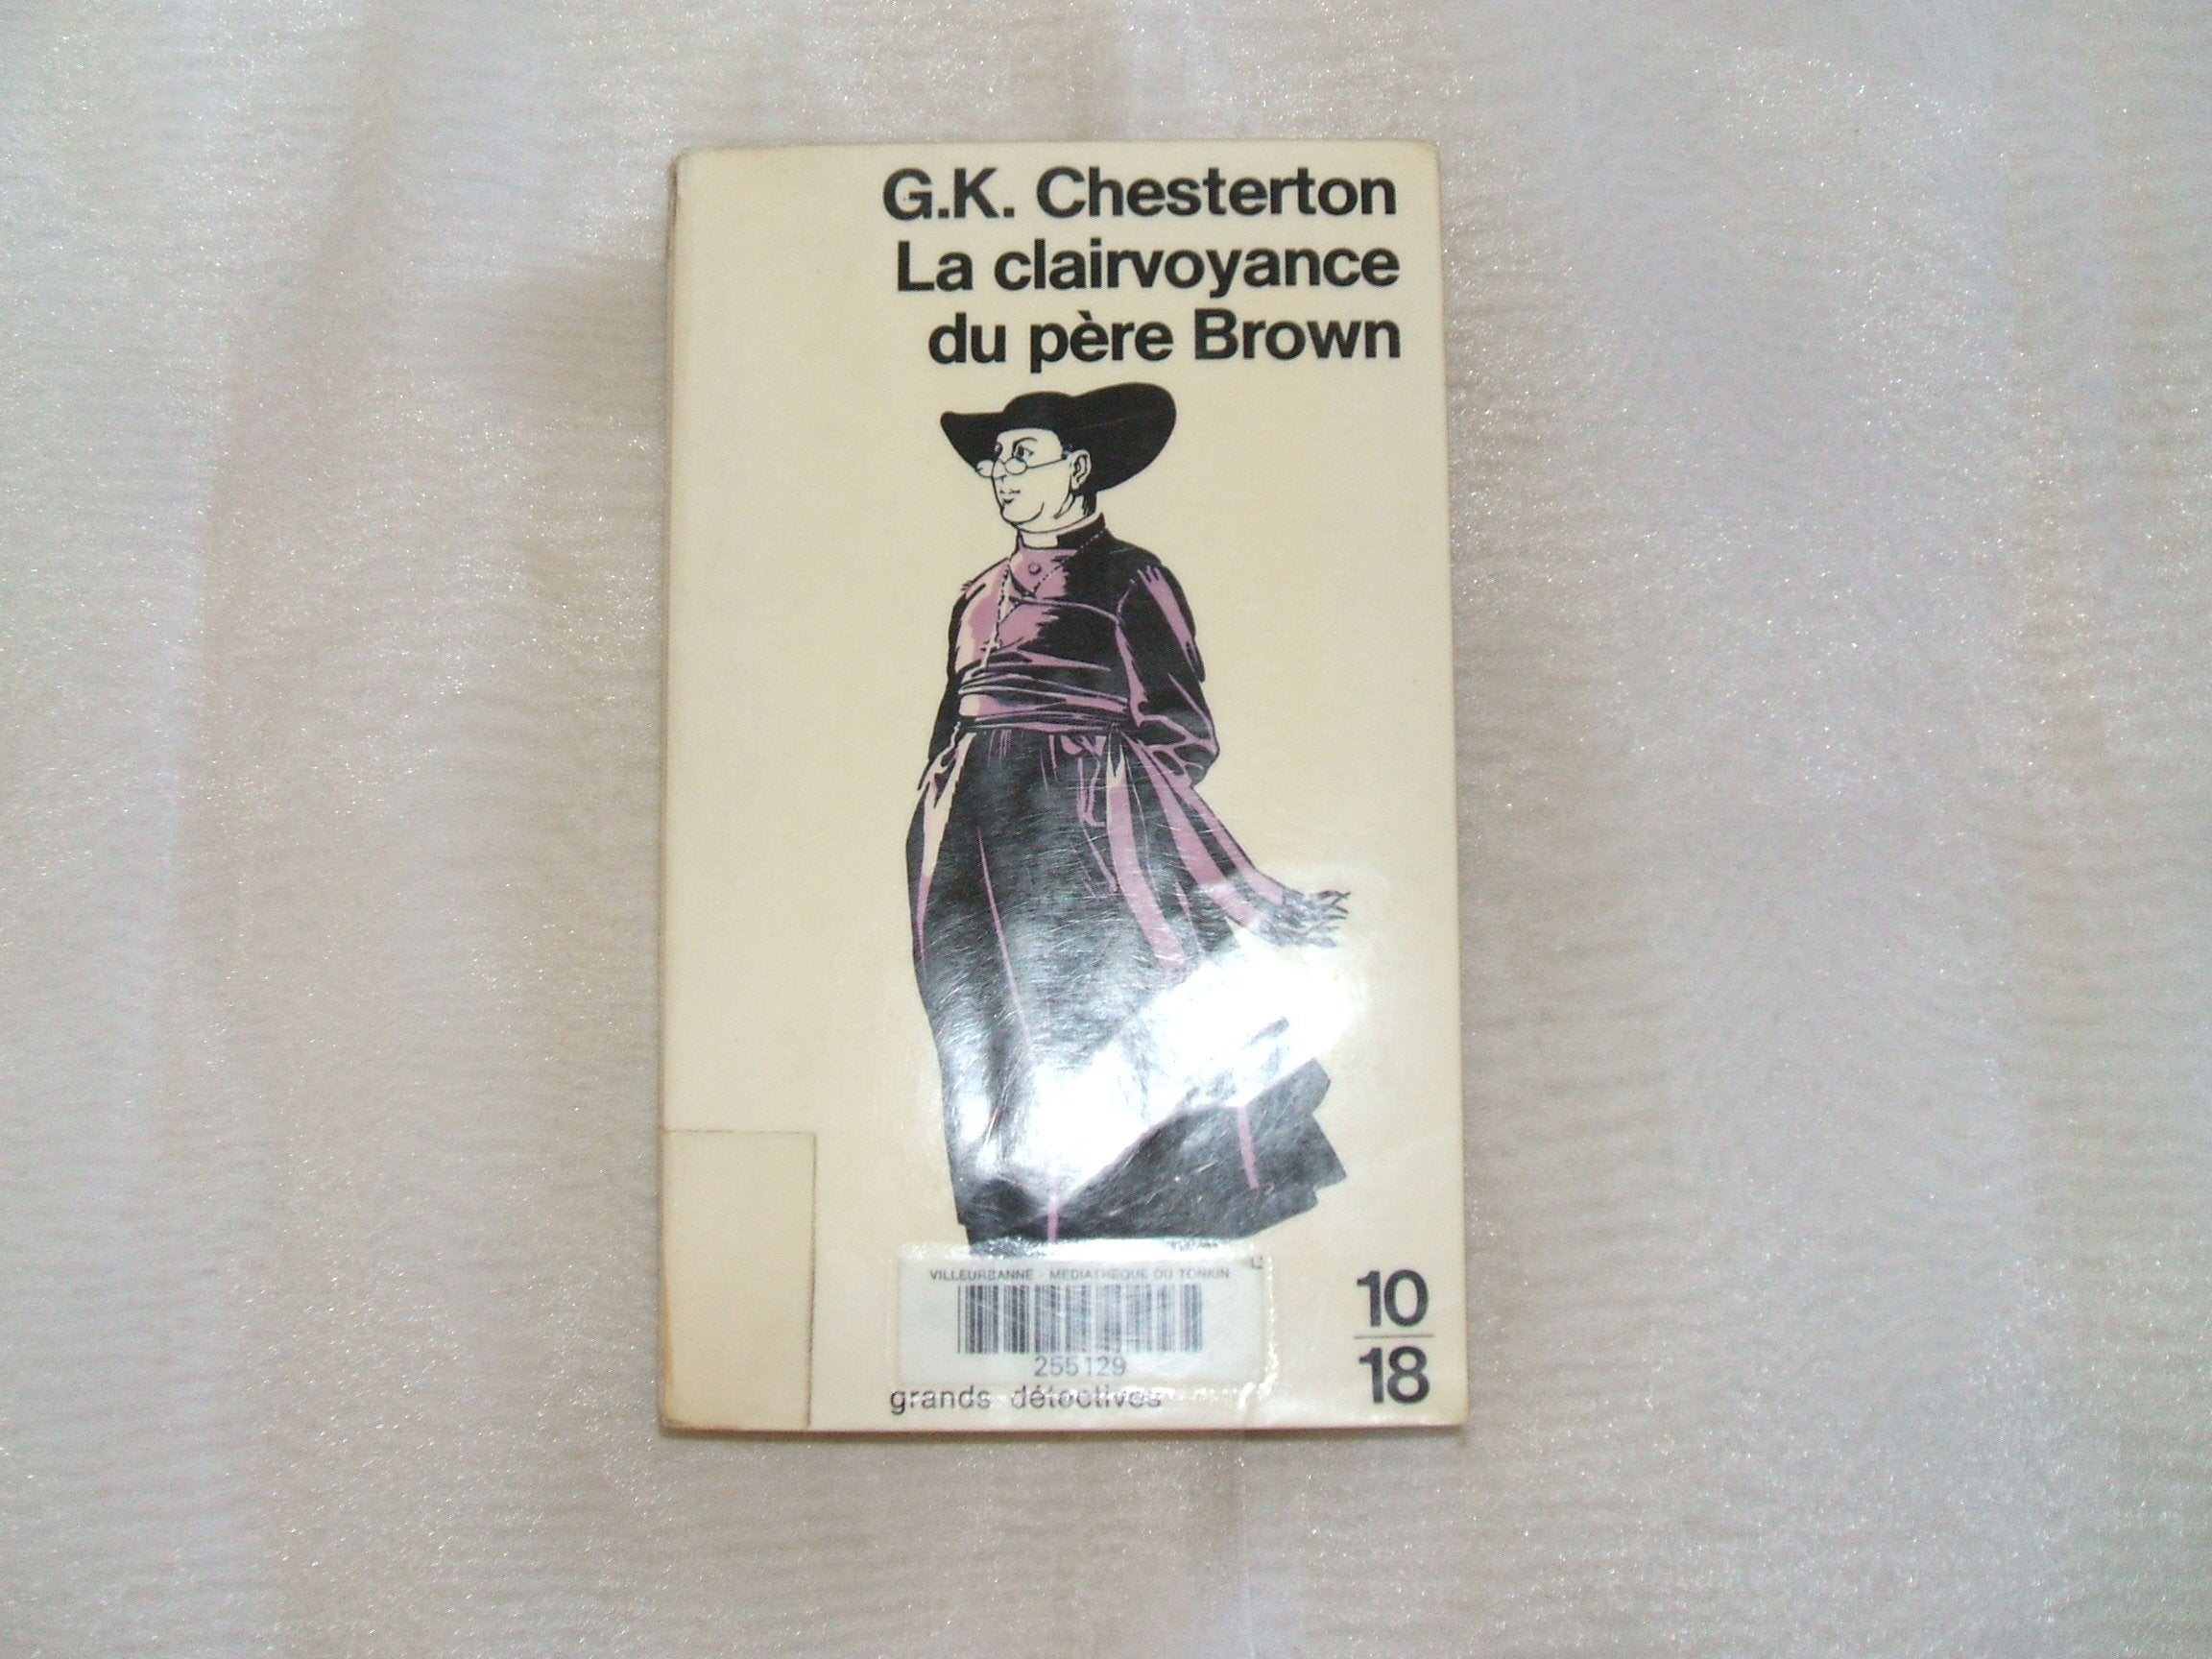 G.K. Chesterton
La clairvoyance
du père Brown
VILLEURBANNE - MEDIATHEQUE DU TONKIN
255129
grands détectives
10
18